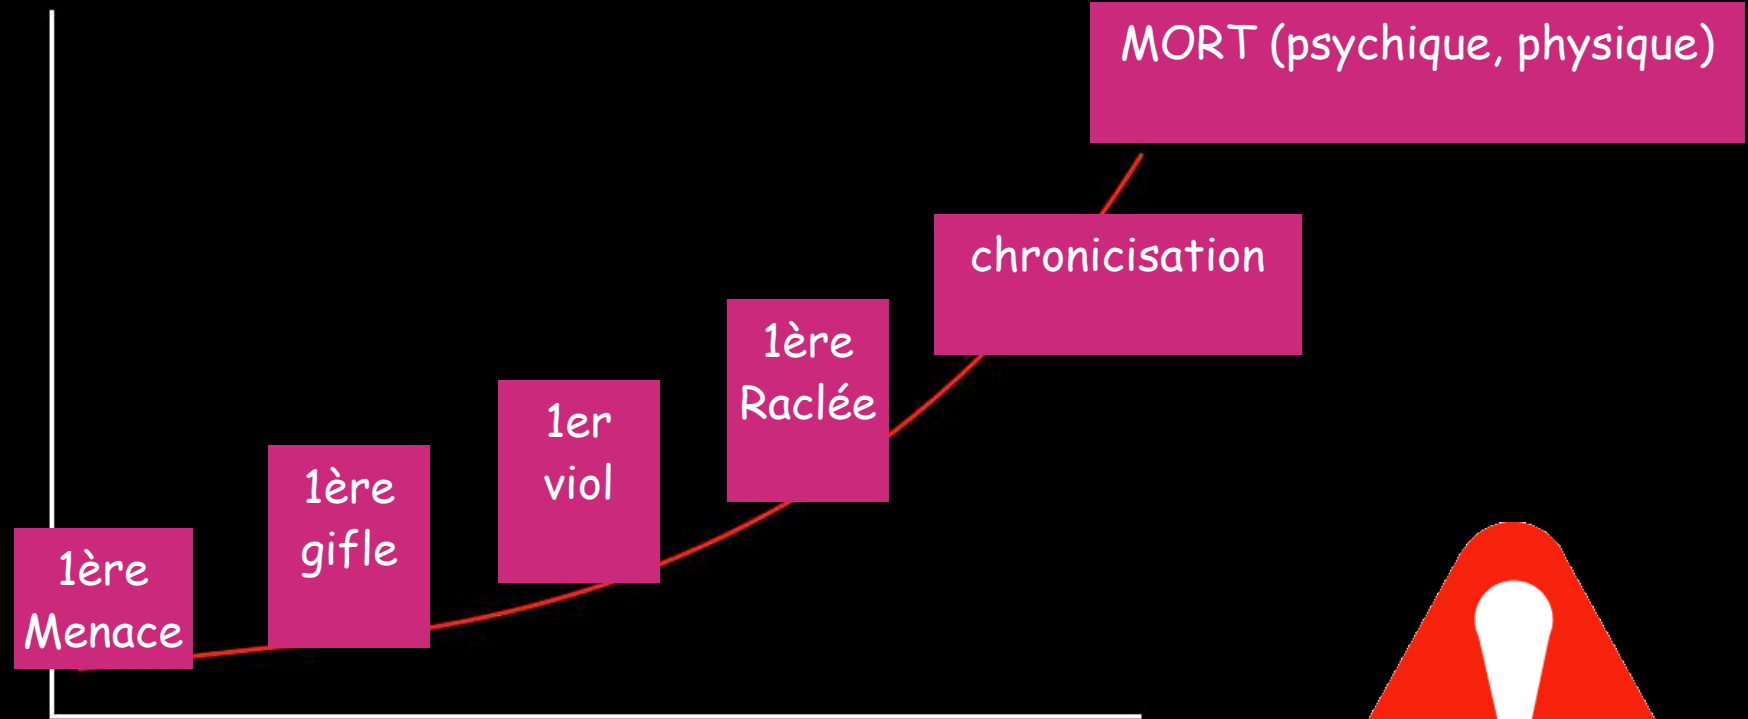 1ère
Menace
1ère
gifle
1er
viol
1ère
Raclée
chronicisation
MORT (psychique, physique)